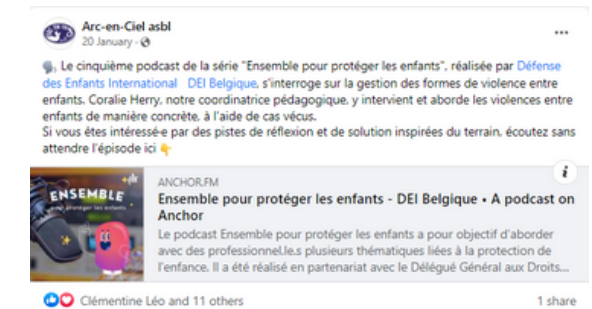 Arc-en-Ciel asbl
20 January ·
Le cinquième podcast de la série "Ensemble pour protéger les enfants", réalisée par Défense
des Enfants International DEI Belgique, s'interroge sur la gestion des formes de violence entre
enfants. Coralie Herry, notre coordinatrice pédagogique, y intervient et aborde les violences entre
enfants de manière concrète, à l'aide de cas vécus.
Si vous êtes intéressé·e par des pistes de réflexion et de solution inspirées du terrain, écoutez sans
attendre l'épisode ici 👇
ENSEMBLE
pour protéger les enfants
ANCHOR.FM
Ensemble pour protéger les enfants - DEI Belgique • A podcast on
Anchor
Le podcast Ensemble pour protéger les enfants a pour objectif d'aborder
avec des professionnel.le.s plusieurs thématiques liées à la protection de
l'enfance. Il a été réalisé en partenariat avec le Délégué Général aux Droits...
Clémentine Léo and 11 others
1 share